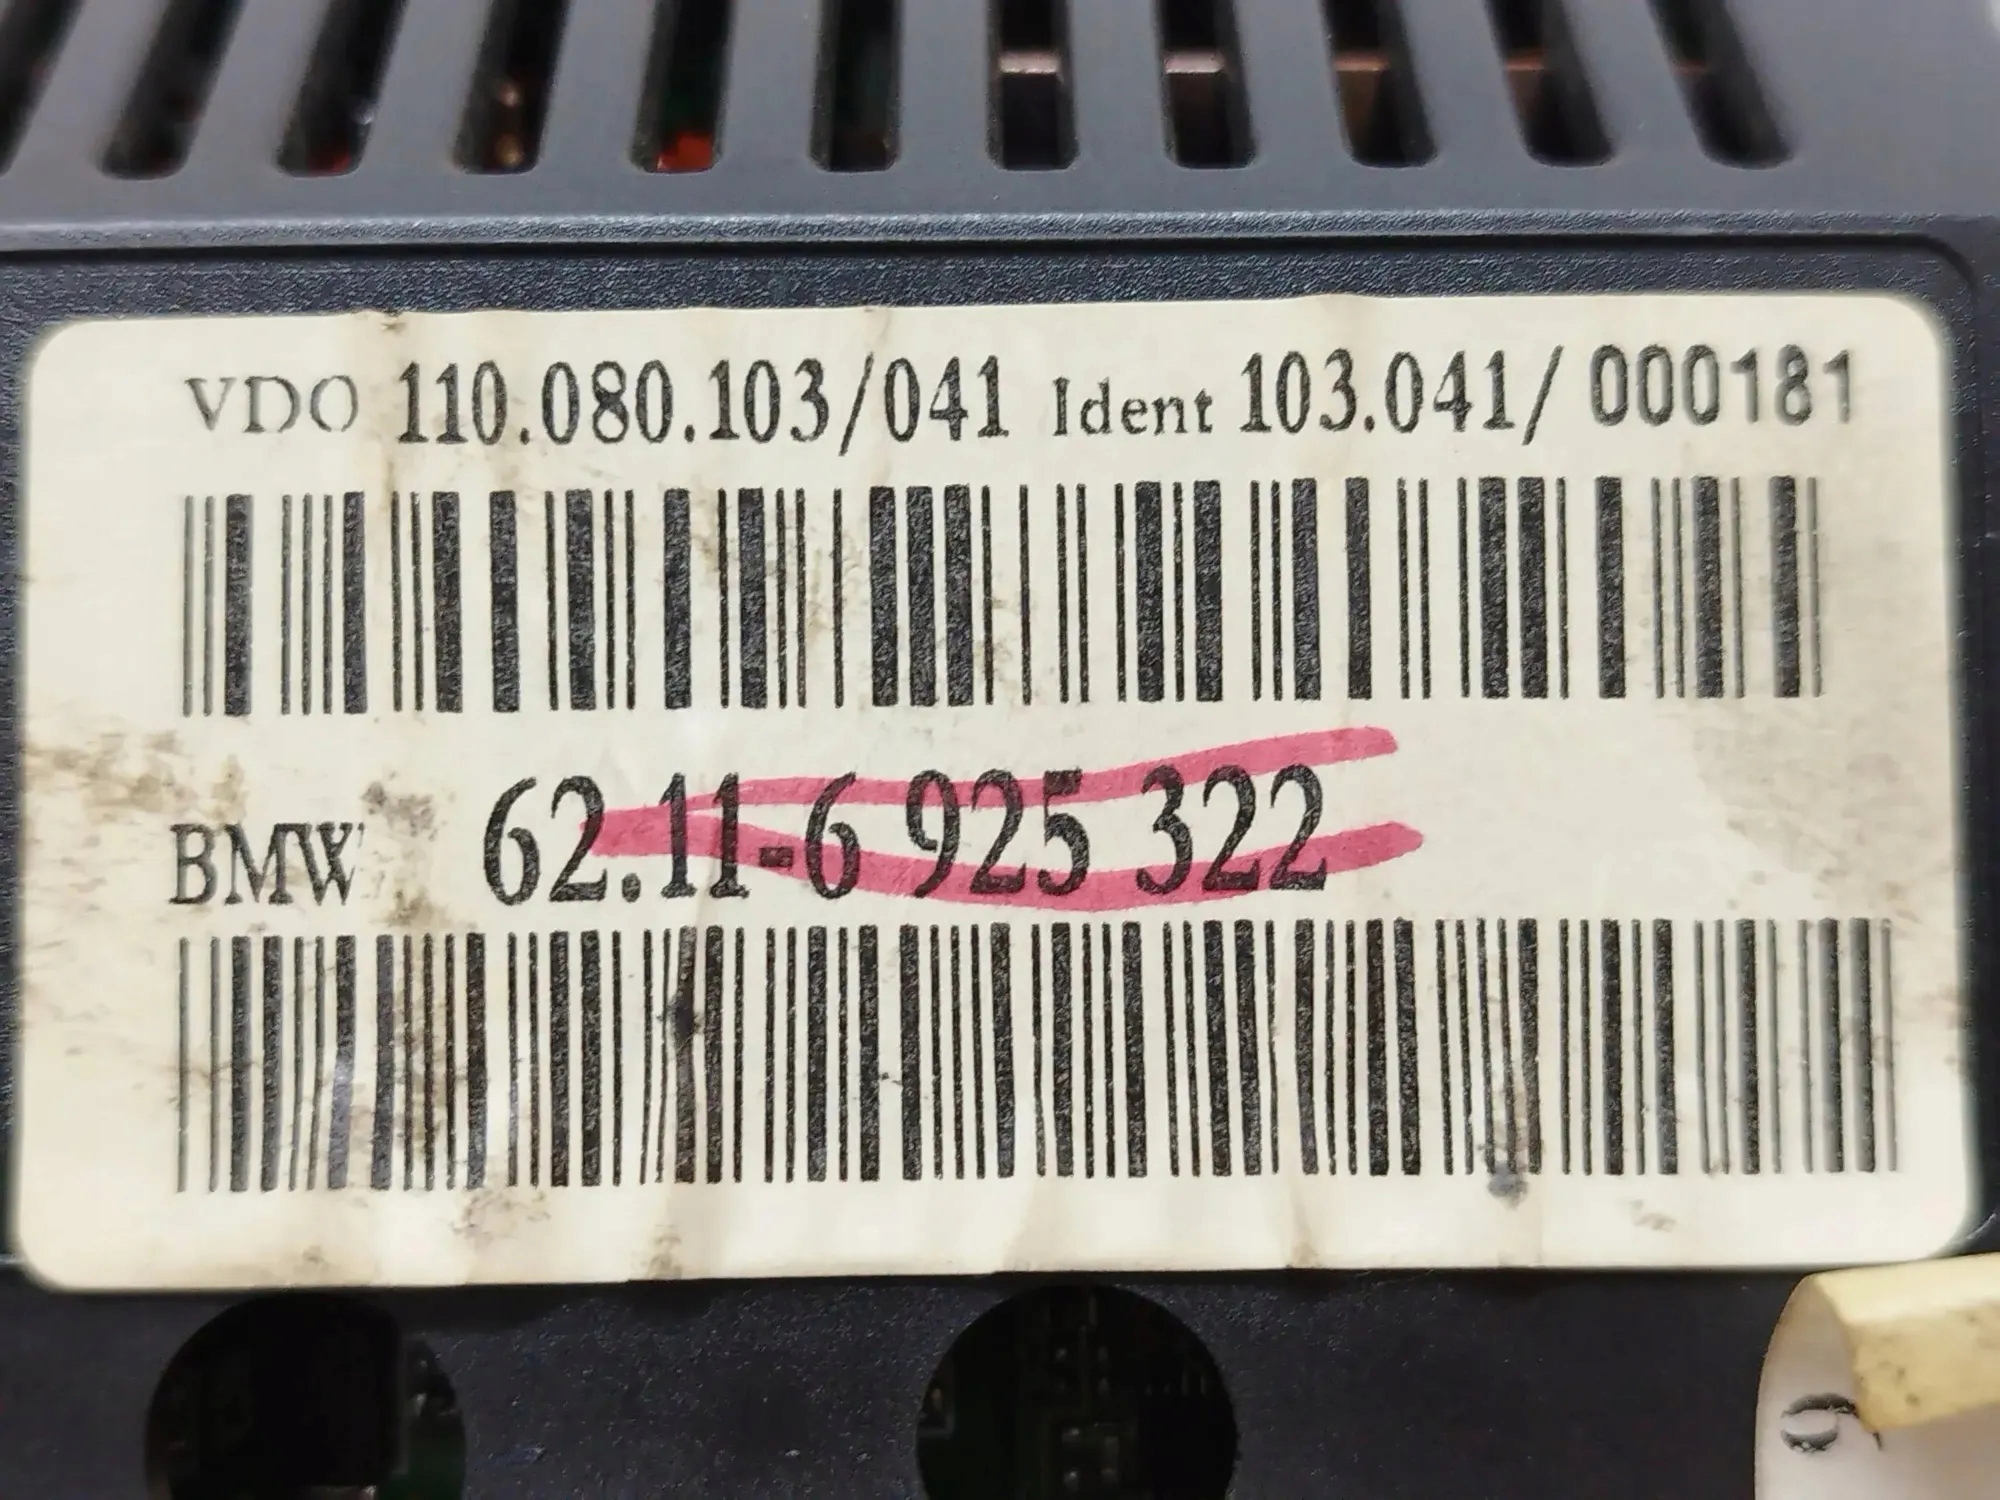 VDO 110.080.103/041 Ident 103.041/ 000181
BMW 62.11-6 925 322